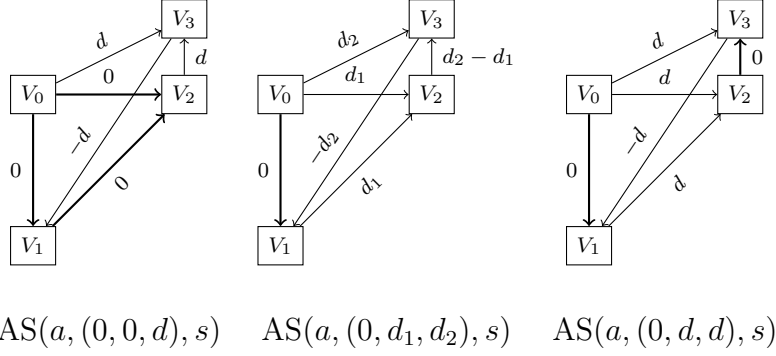 V₃ V₃ V₃
d d₂ d
d d₂ − d₁ 0
V₀ 0 V₂ V₀ d₁ V₂ V₀ d V₂
−d −d₂ −d
0 0 0 d₁ 0 d
V₁ V₁ V₁
AS(a, (0, 0, d), s) AS(a, (0, d₁, d₂), s) AS(a, (0, d, d), s)